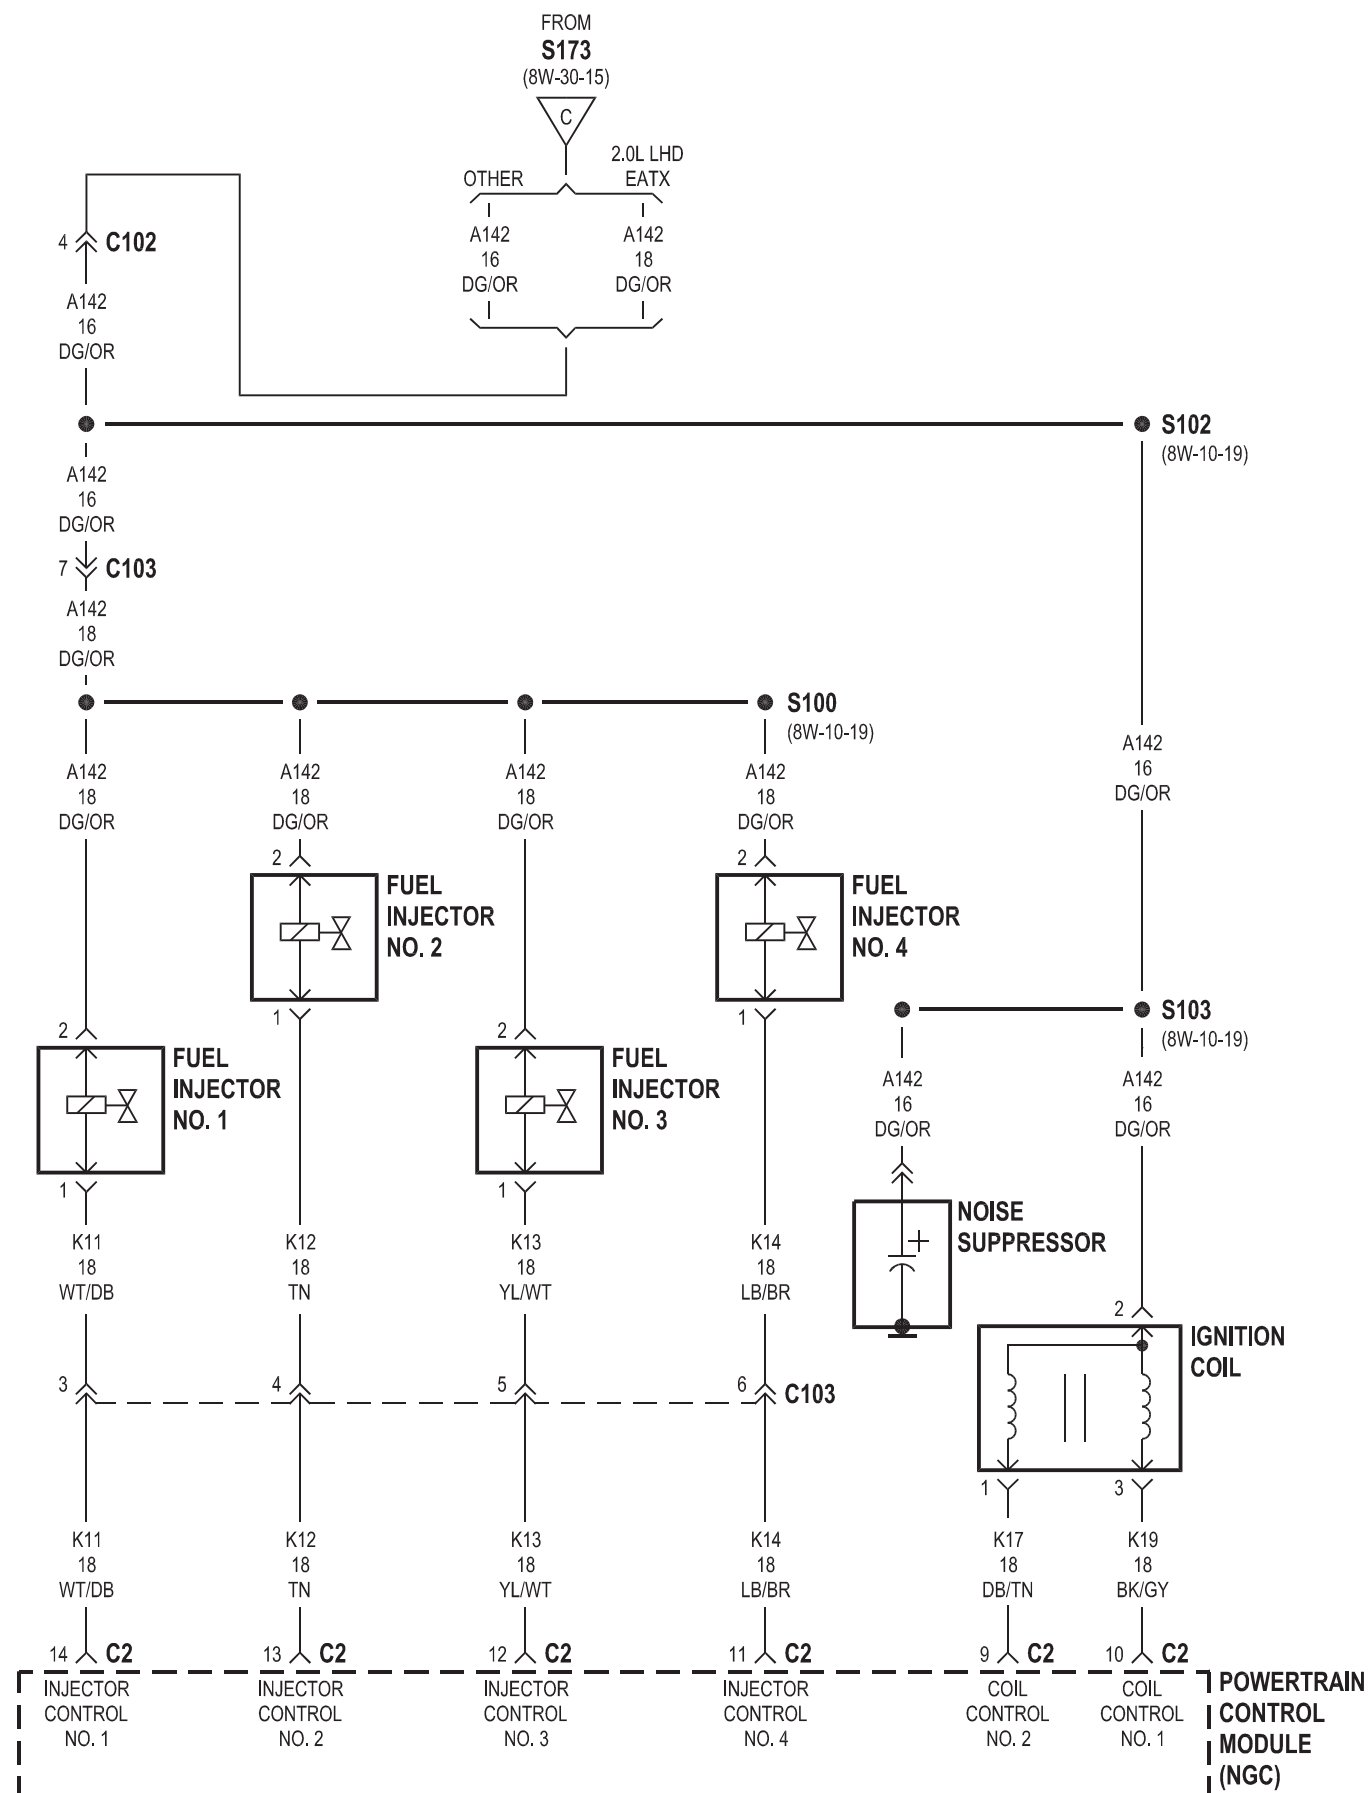 FROM
S173
(8W-30-15)
C
OTHER
2.0L LHD
EATX
A142
16
DG/OR
A142
18
DG/OR
4
C102
A142
16
DG/OR
S102
(8W-10-19)
A142
16
DG/OR
7
C103
A142
18
DG/OR
S100
(8W-10-19)
A142
18
DG/OR
A142
18
DG/OR
A142
18
DG/OR
A142
18
DG/OR
A142
16
DG/OR
2
FUEL
INJECTOR
NO. 2
1
2
FUEL
INJECTOR
NO. 4
1
S103
(8W-10-19)
2
FUEL
INJECTOR
NO. 1
1
2
FUEL
INJECTOR
NO. 3
1
A142
16
DG/OR
A142
16
DG/OR
NOISE
SUPPRESSOR
+
K11
18
WT/DB
K12
18
TN
K13
18
YL/WT
K14
18
LB/BR
2
IGNITION
COIL
3
4
5
6
C103
1
3
K11
18
WT/DB
K12
18
TN
K13
18
YL/WT
K14
18
LB/BR
K17
18
DB/TN
K19
18
BK/GY
14
C2
13
C2
12
C2
11
C2
9
C2
10
C2
INJECTOR
CONTROL
NO. 1
INJECTOR
CONTROL
NO. 2
INJECTOR
CONTROL
NO. 3
INJECTOR
CONTROL
NO. 4
COIL
CONTROL
NO. 2
COIL
CONTROL
NO. 1
POWERTRAIN
CONTROL
MODULE
(NGC)